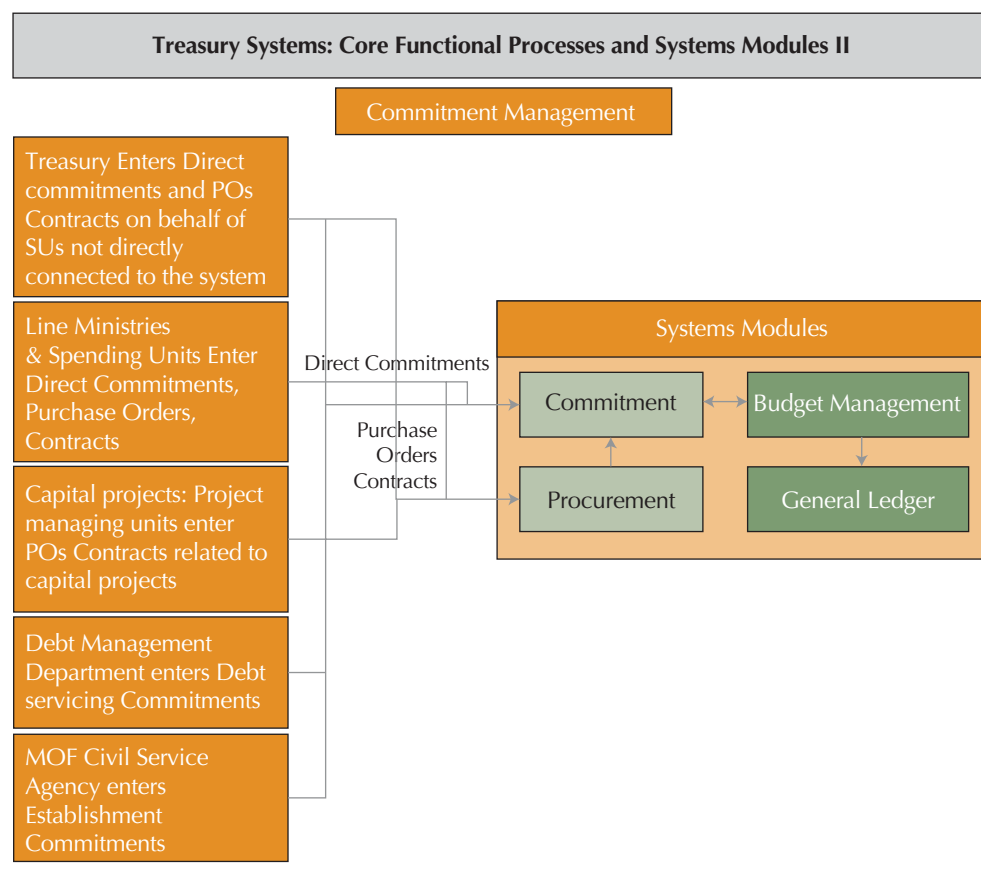 Treasury Systems: Core Functional Processes and Systems Modules II
Commitment Management
Treasury Enters Direct
commitments and POs
Contracts on behalf of
SUs not directly
connected to the system
Line Ministries
& Spending Units Enter
Direct Commitments,
Purchase Orders,
Contracts
Capital projects: Project
managing units enter
POs Contracts related to
capital projects
Debt Management
Department enters Debt
servicing Commitments
MOF Civil Service
Agency enters
Establishment
Commitments
Direct Commitments
Purchase
Orders
Contracts
Systems Modules
Commitment
Budget Management
Procurement
General Ledger